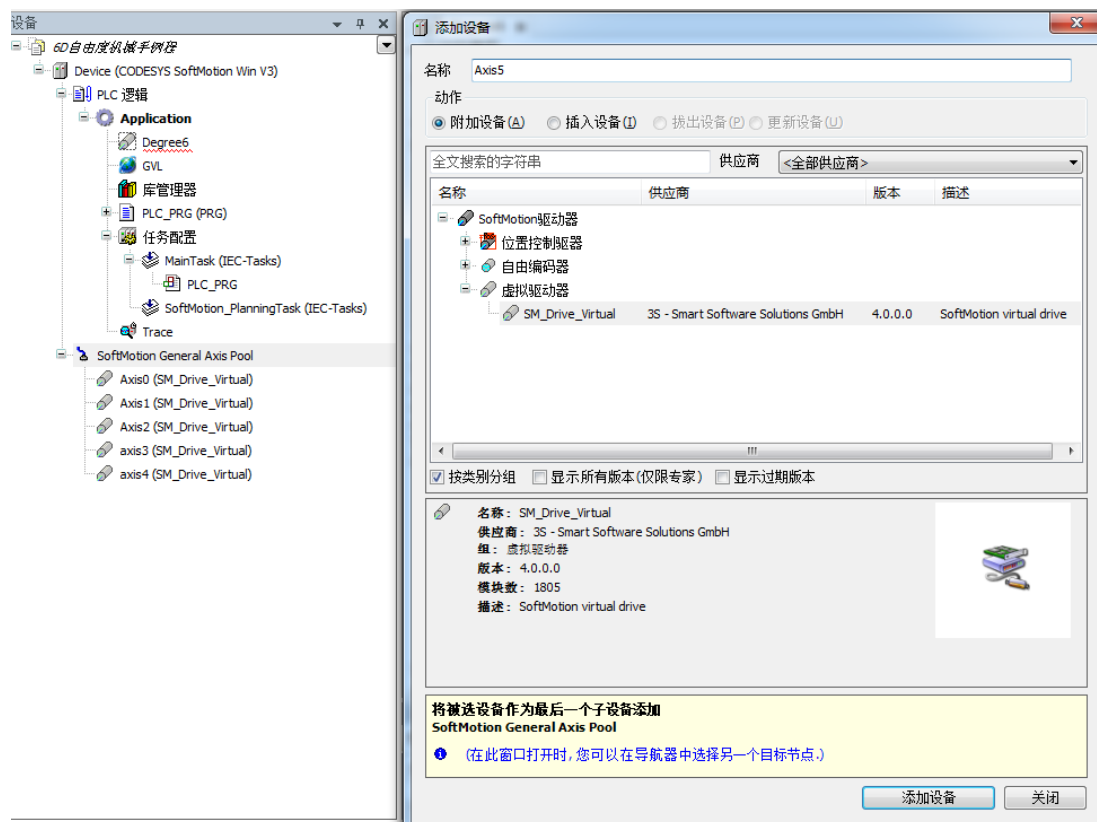 设备
6D自由度机械手例程
Device (CODESYS SoftMotion Win V3)
PLC 逻辑
Application
Degree6
GVL
库管理器
PLC_PRG (PRG)
任务配置
MainTask (IEC-Tasks)
PLC_PRG
SoftMotion_PlanningTask (IEC-Tasks)
Trace
SoftMotion General Axis Pool
Axis0 (SM_Drive_Virtual)
Axis1 (SM_Drive_Virtual)
Axis2 (SM_Drive_Virtual)
axis3 (SM_Drive_Virtual)
axis4 (SM_Drive_Virtual)
添加设备
名称 Axis5
动作
附加设备(A) 插入设备(I) 拔出设备(P) 更新设备(U)
全文搜索的字符串 供应商 <全部供应商>
名称 供应商 版本 描述
SoftMotion驱动器
位置控制驱器
自由编码器
虚拟驱动器
SM_Drive_Virtual 3S - Smart Software Solutions GmbH 4.0.0.0 SoftMotion virtual drive
按类别分组 显示所有版本(仅限专家) 显示过期版本
名称: SM_Drive_Virtual
供应商: 3S - Smart Software Solutions GmbH
组: 虚拟驱动器
版本: 4.0.0.0
模块数: 1805
描述: SoftMotion virtual drive
将被选设备作为最后一个子设备添加
SoftMotion General Axis Pool
(在此窗口打开时,您可以在导航器中选择另一个目标节点.)
添加设备 关闭